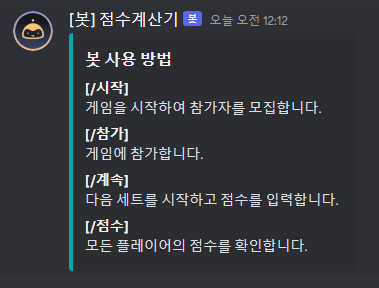 [봇] 점수계산기 봇 오늘 오전 12:12
봇 사용 방법
[/시작]
게임을 시작하여 참가자를 모집합니다.
[/참가]
게임에 참가합니다.
[/계속]
다음 세트를 시작하고 점수를 입력합니다.
[/점수]
모든 플레이어의 점수를 확인합니다.